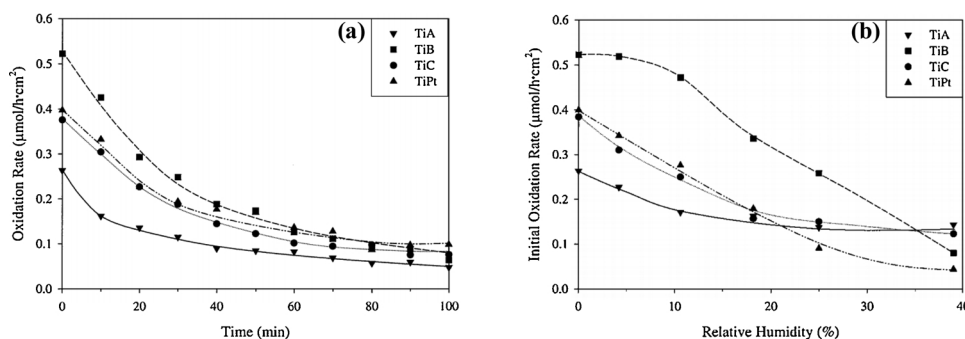 (a)
TiA
TiB
TiC
TiPt
Oxidation Rate (μmol/h·cm²)
0.6
0.5
0.4
0.3
0.2
0.1
0.0
0 20 40 60 80 100
Time (min)
(b)
TiA
TiB
TiC
TiPt
Initial Oxidation Rate (μmol/h·cm²)
0.6
0.5
0.4
0.3
0.2
0.1
0.0
0 10 20 30 40
Relative Humidity (%)